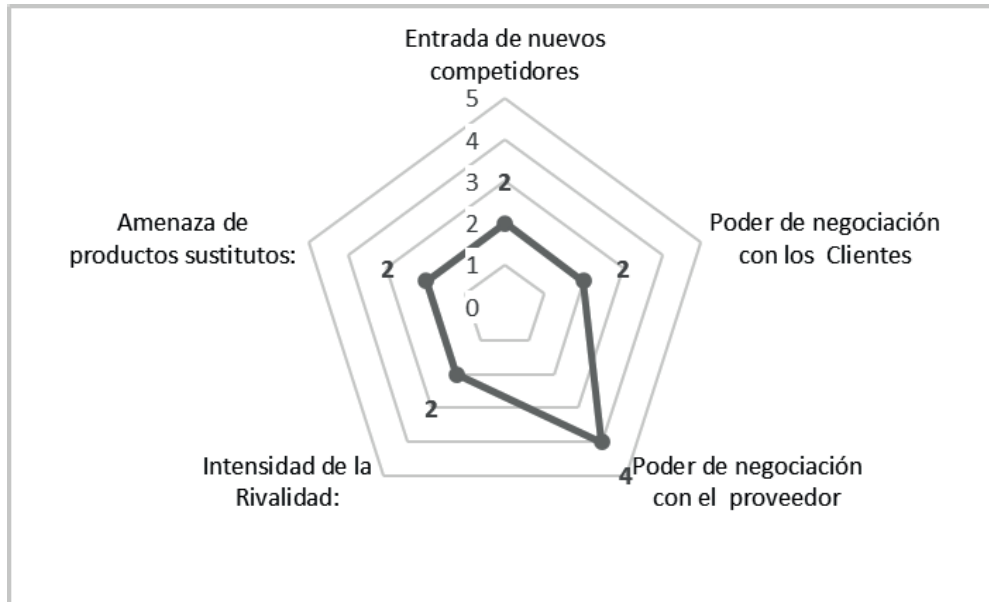 Entrada de nuevos
competidores
5
4
3
2
2
1
0
Amenaza de
productos sustitutos:
2
2
Poder de negociación
con los Clientes
2
Intensidad de la
Rivalidad:
4
Poder de negociación
con el proveedor